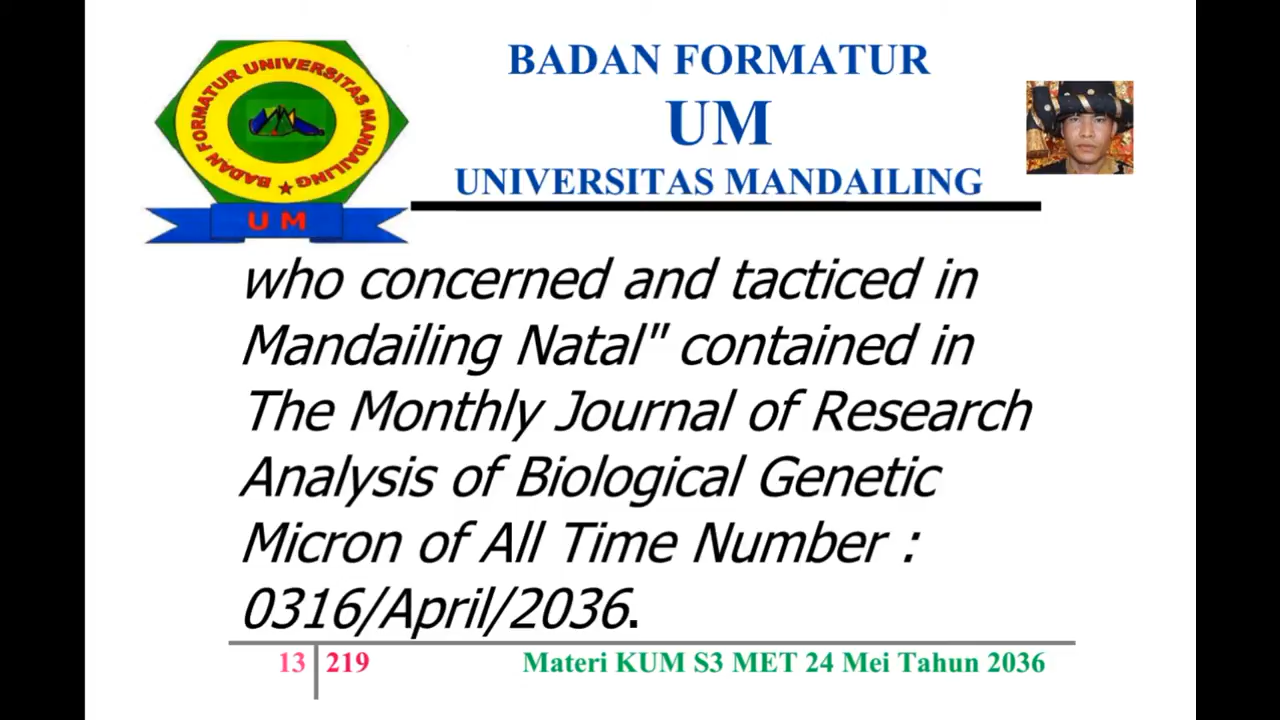 BADAN FORMATUR UNIVERSITAS MANDAILING
U M
BADAN FORMATUR
UM
UNIVERSITAS MANDAILING
who concerned and tacticed in
Mandailing Natal" contained in
The Monthly Journal of Research
Analysis of Biological Genetic
Micron of All Time Number :
0316/April/2036.
13 219 Materi KUM S3 MET 24 Mei Tahun 2036